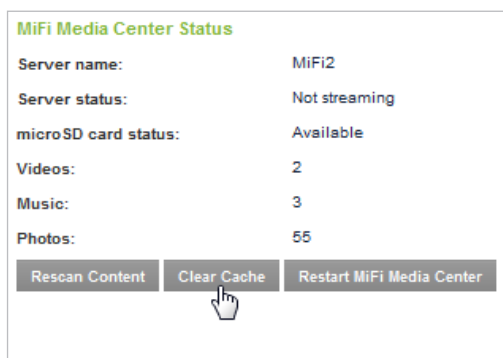 MiFi Media Center Status
Server name: MiFi2
Server status: Not streaming
microSD card status: Available
Videos: 2
Music: 3
Photos: 55
Rescan Content Clear Cache Restart MiFi Media Center